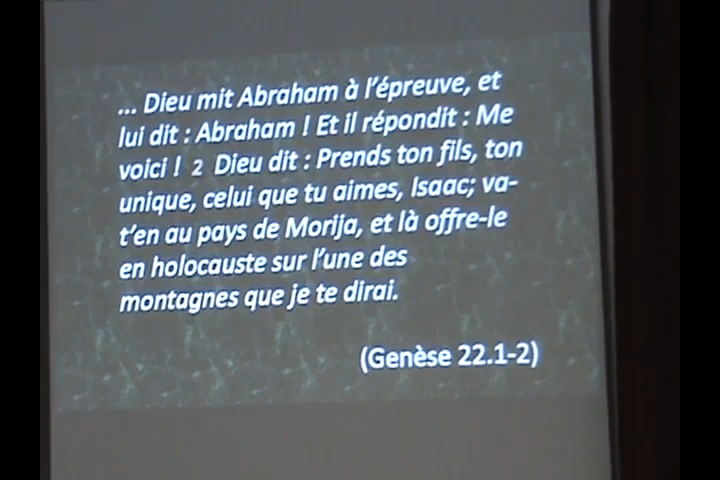 ... Dieu mit Abraham à l'épreuve, et
lui dit : Abraham ! Et il répondit : Me
voici ! 2 Dieu dit : Prends ton fils, ton
unique, celui que tu aimes, Isaac; va-
t'en au pays de Morija, et là offre-le
en holocauste sur l'une des
montagnes que je te dirai.
(Genèse 22.1-2)